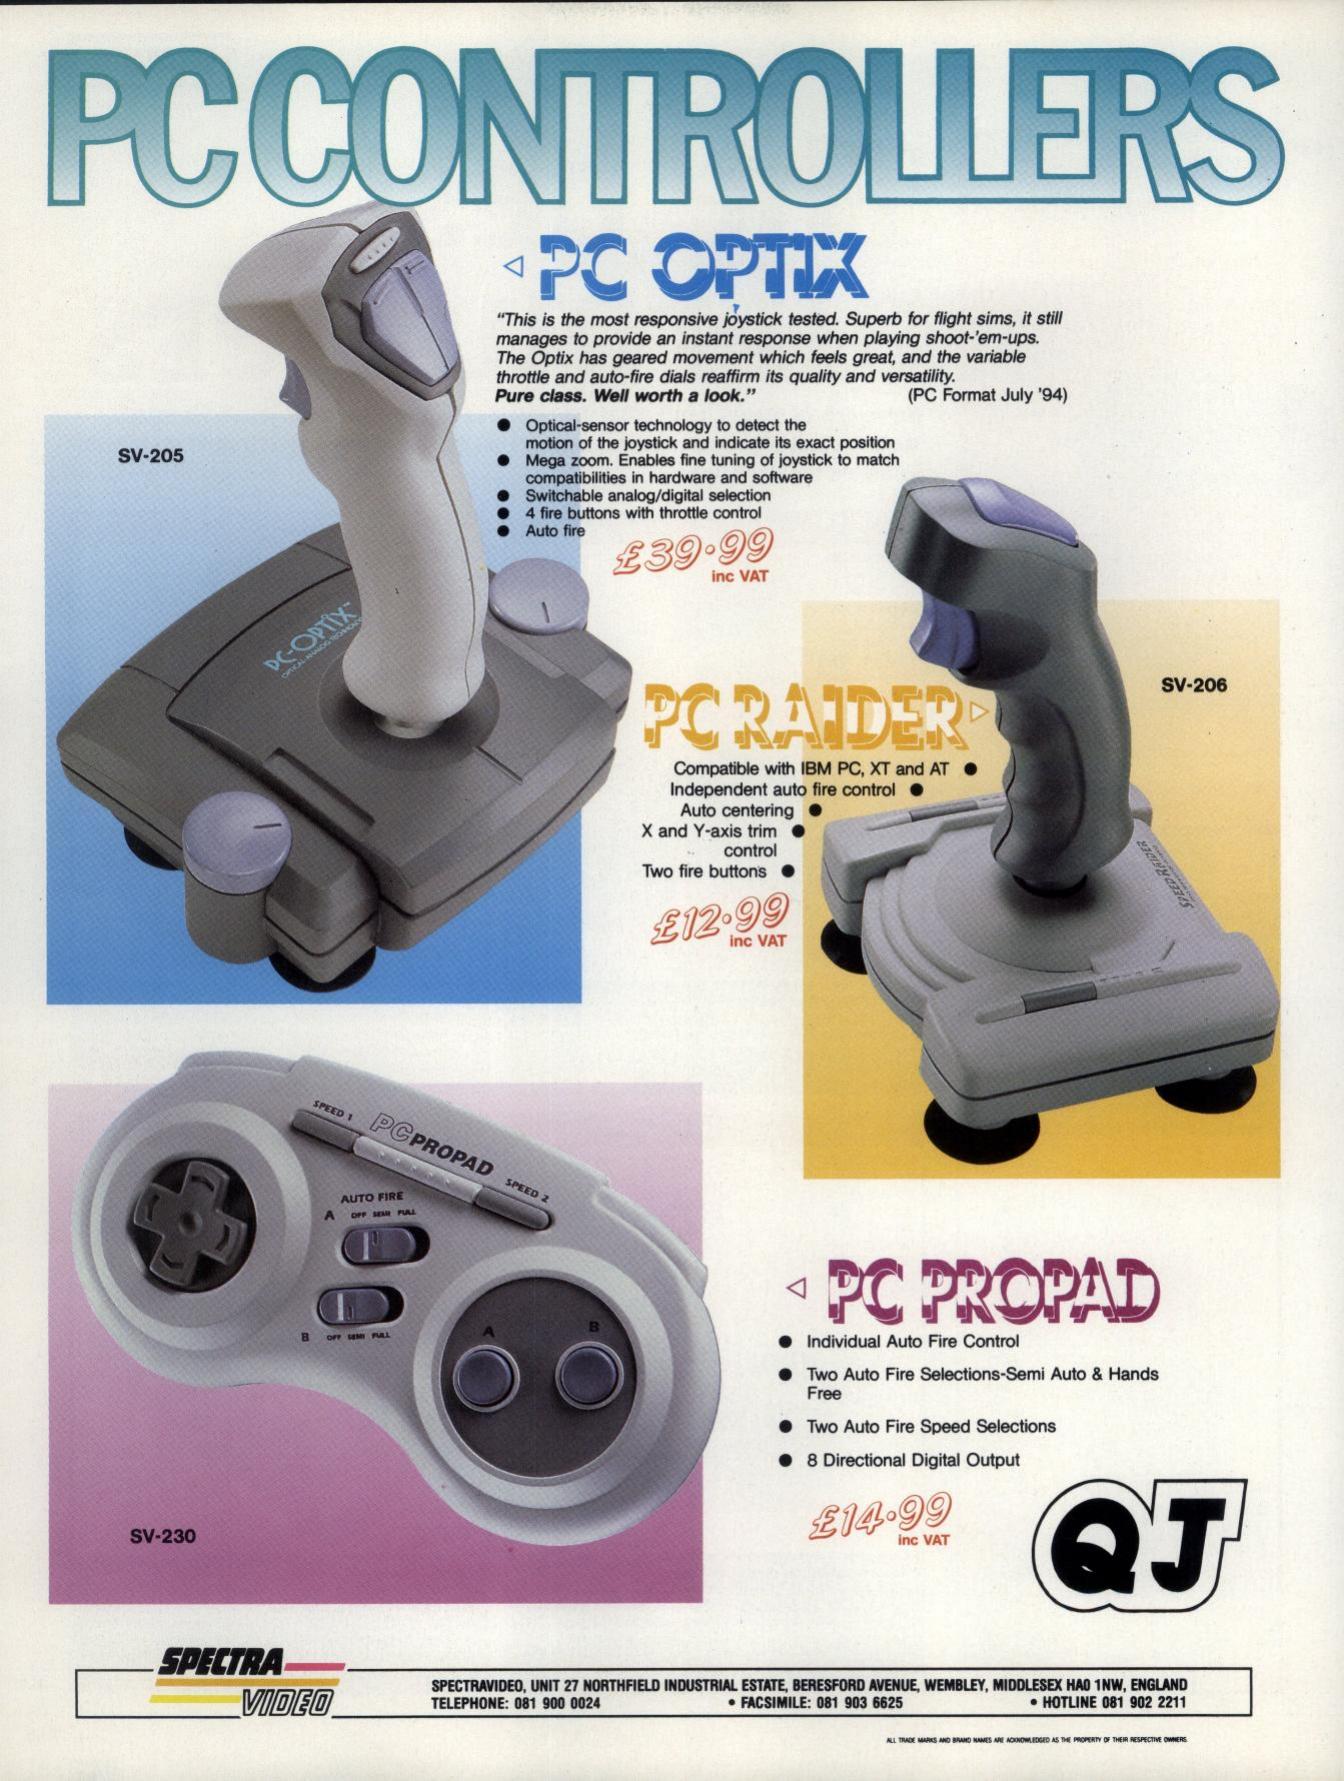 PC CONTROLLERS
PC OPTIX
"This is the most responsive joystick tested. Superb for flight sims, it still
manages to provide an instant response when playing shoot-'em-ups.
The Optix has geared movement which feels great, and the variable
throttle and auto-fire dials reaffirm its quality and versatility.
Pure class. Well worth a look." (PC Format July '94)
SV-205
● Optical-sensor technology to detect the
motion of the joystick and indicate its exact position
● Mega zoom. Enables fine tuning of joystick to match
compatibilities in hardware and software
● Switchable analog/digital selection
● 4 fire buttons with throttle control
● Auto fire
£39.99
inc VAT
PC-OPTIX™
OPTICAL ANALOG TECHNOLOGY
SV-206
PC RAIDER
Compatible with IBM PC, XT and AT ●
Independent auto fire control ●
Auto centering ●
X and Y-axis trim ●
control
Two fire buttons ●
£12.99
inc VAT
SPEED RAIDER
SPEED 1
PC PROPAD
SPEED 2
AUTO FIRE
A OFF SEMI FULL
B OFF SEMI FULL
A B
SV-230
PC PROPAD
● Individual Auto Fire Control
● Two Auto Fire Selections-Semi Auto & Hands
Free
● Two Auto Fire Speed Selections
● 8 Directional Digital Output
£14.99
inc VAT
QJ
SPECTRA
VIDEO
SPECTRAVIDEO, UNIT 27 NORTHFIELD INDUSTRIAL ESTATE, BERESFORD AVENUE, WEMBLEY, MIDDLESEX HA0 1NW, ENGLAND
TELEPHONE: 081 900 0024 • FACSIMILE: 081 903 6625 • HOTLINE 081 902 2211
ALL TRADE MARKS AND BRAND NAMES ARE ACKNOWLEDGED AS THE PROPERTY OF THEIR RESPECTIVE OWNERS